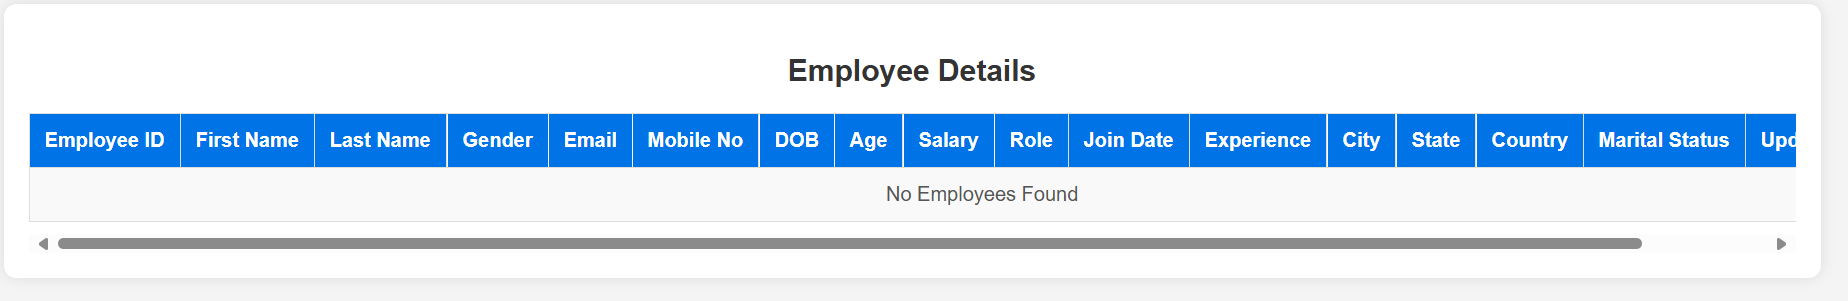 Employee Details
Employee ID First Name Last Name Gender Email Mobile No DOB Age Salary Role Join Date Experience City State Country Marital Status
No Employees Found